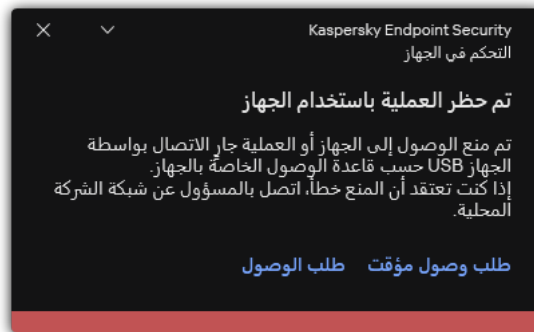 Kaspersky Endpoint Security
التحكم في الجهاز
تم حظر العملية باستخدام الجهاز
تم منع الوصول إلى الجهاز أو العملية جارٍ الاتصال بواسطة
الجهاز USB حسب قاعدة الوصول الخاصة بالجهاز.
إذا كنت تعتقد أن المنع خطأ، اتصل بالمسؤول عن شبكة الشركة
المحلية.
طلب وصول مؤقت طلب الوصول